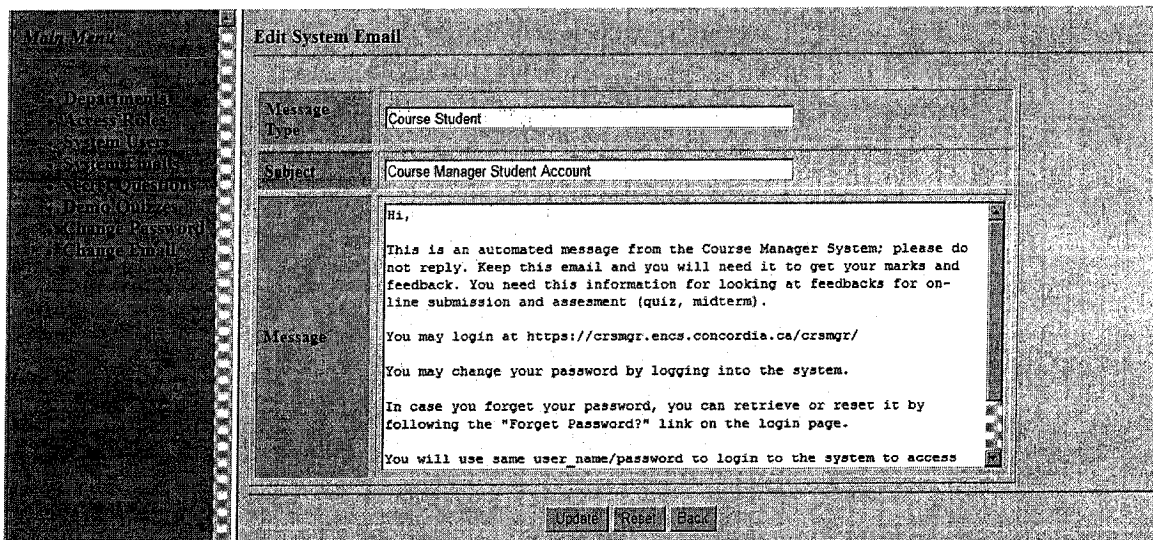 Main Menu
Departments
Access Roles
System Users
System Emails
Secret Questions
Demo Quizzes
Change Password
Change Email
Edit System Email
Message
Type
Course Student
Subject
Course Manager Student Account
Message
Hi,
This is an automated message from the Course Manager System; please do
not reply. Keep this email and you will need it to get your marks and
feedback. You need this information for looking at feedbacks for on-
line submission and assesment (quiz, midterm).
You may login at https://crsmgr.encs.concordia.ca/crsmgr/
You may change your password by logging into the system.
In case you forget your password, you can retrieve or reset it by
following the "Forget Password?" link on the login page.
You will use same user_name/password to login to the system to access
Update Reset Back